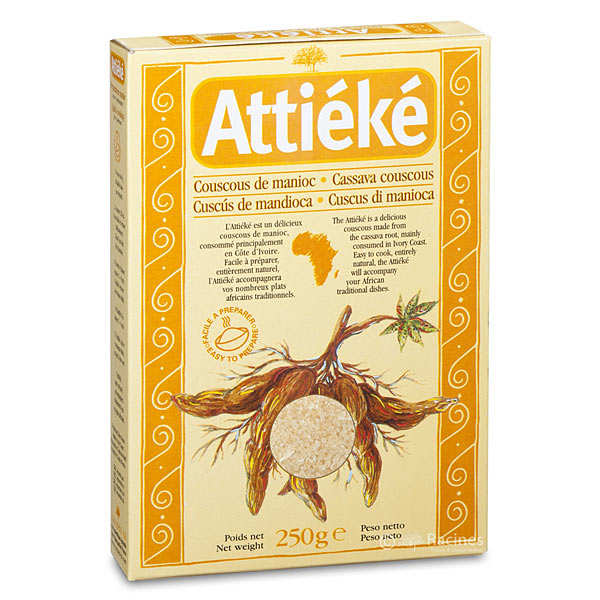 Attiéké
Couscous de manioc • Cassava couscous
Cuscús de mandioca • Cuscus di manioca
L'Attiéké est un délicieux
couscous de manioc,
consommé principalement
en Côte d'Ivoire.
Facile à préparer,
entièrement naturel,
l'Attiéké accompagnera
vos nombreux plats
africains traditionnels.
The Attiéké is a delicious
couscous made from
the cassava root, mainly
consumed in Ivory Coast.
Easy to cook, entirely
natural, the Attiéké
will accompany
your African
traditional dishes.
FACILE A PREPARER
EASY TO PREPARE
Poids net
Net weight
250g e
Peso netto
Peso neto
© Racines